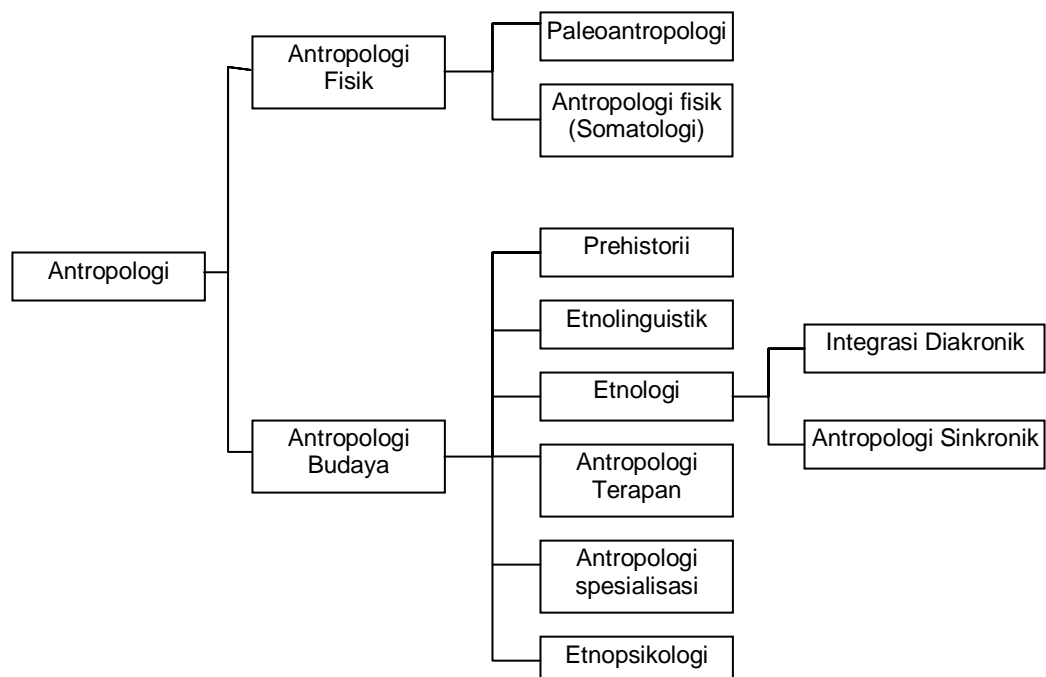 Antropologi
Antropologi
Fisik
Paleoantropologi
Antropologi fisik
(Somatologi)
Antropologi
Budaya
Prehistorii
Etnolinguistik
Etnologi
Integrasi Diakronik
Antropologi Sinkronik
Antropologi
Terapan
Antropologi
spesialisasi
Etnopsikologi